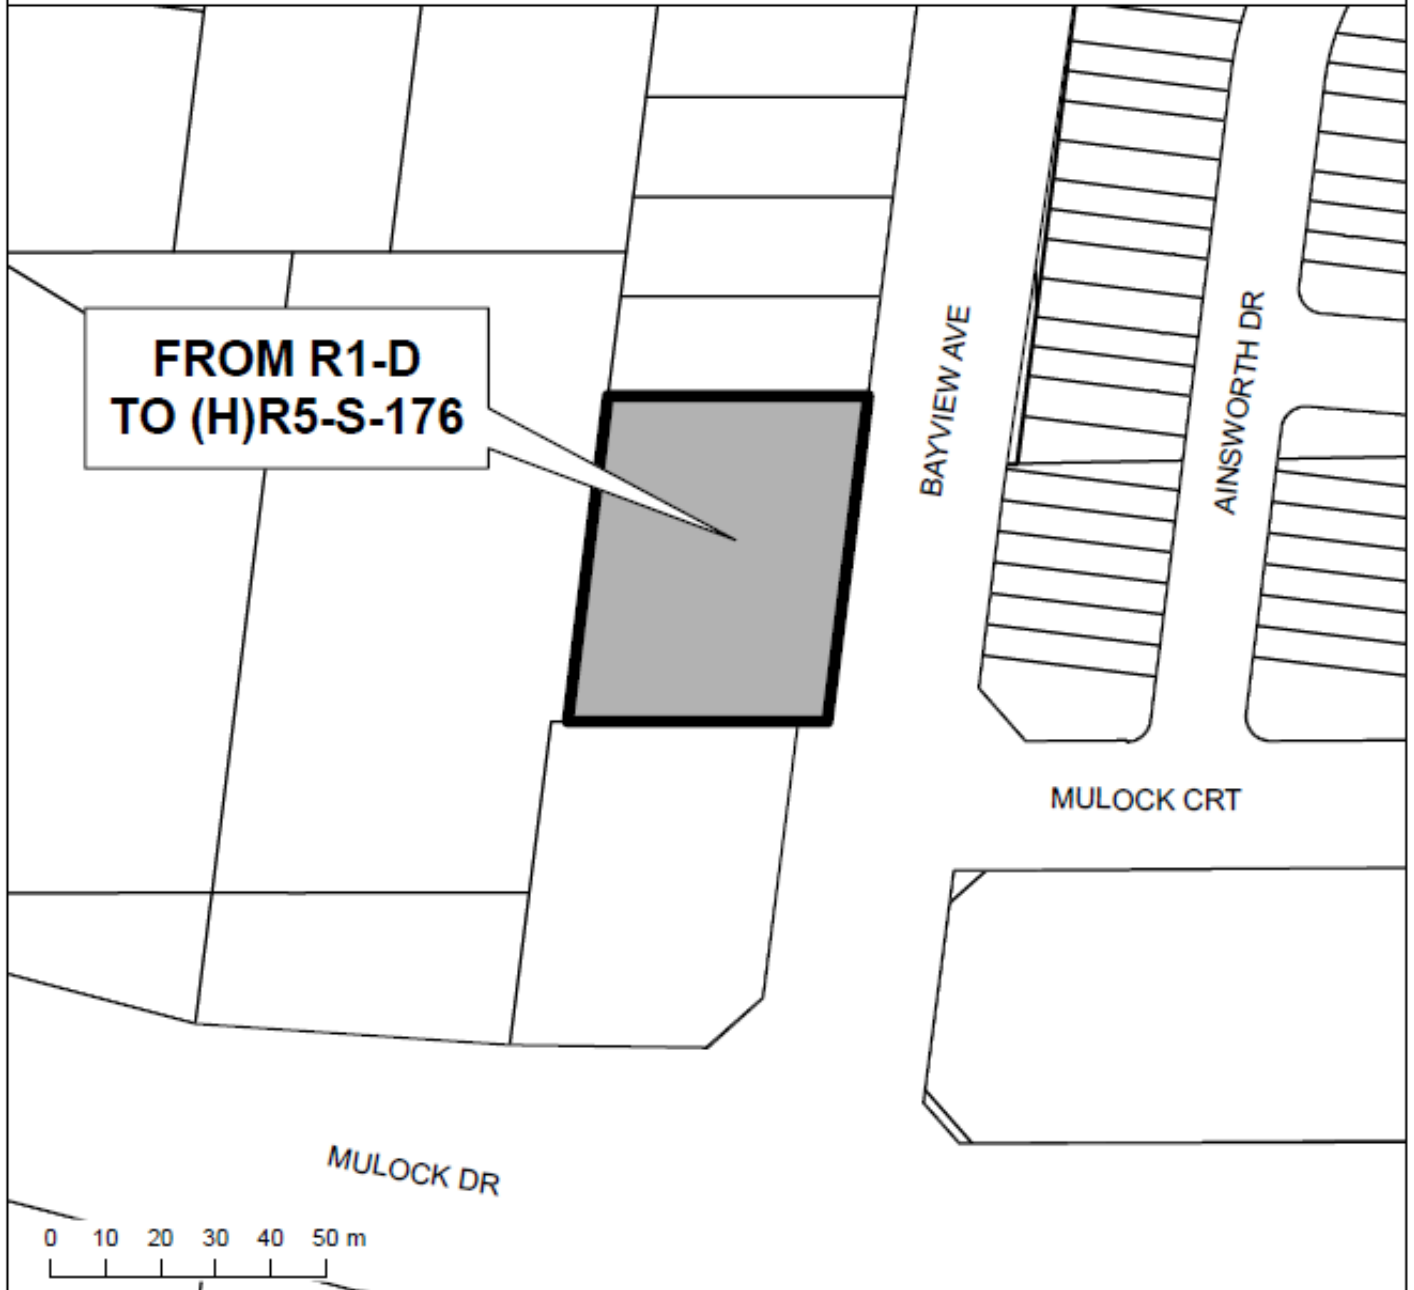 FROM R1-D
TO (H)R5-S-176
BAYVIEW AVE
AINSWORTH DR
MULOCK CRT
MULOCK DR
0 10 20 30 40 50 m